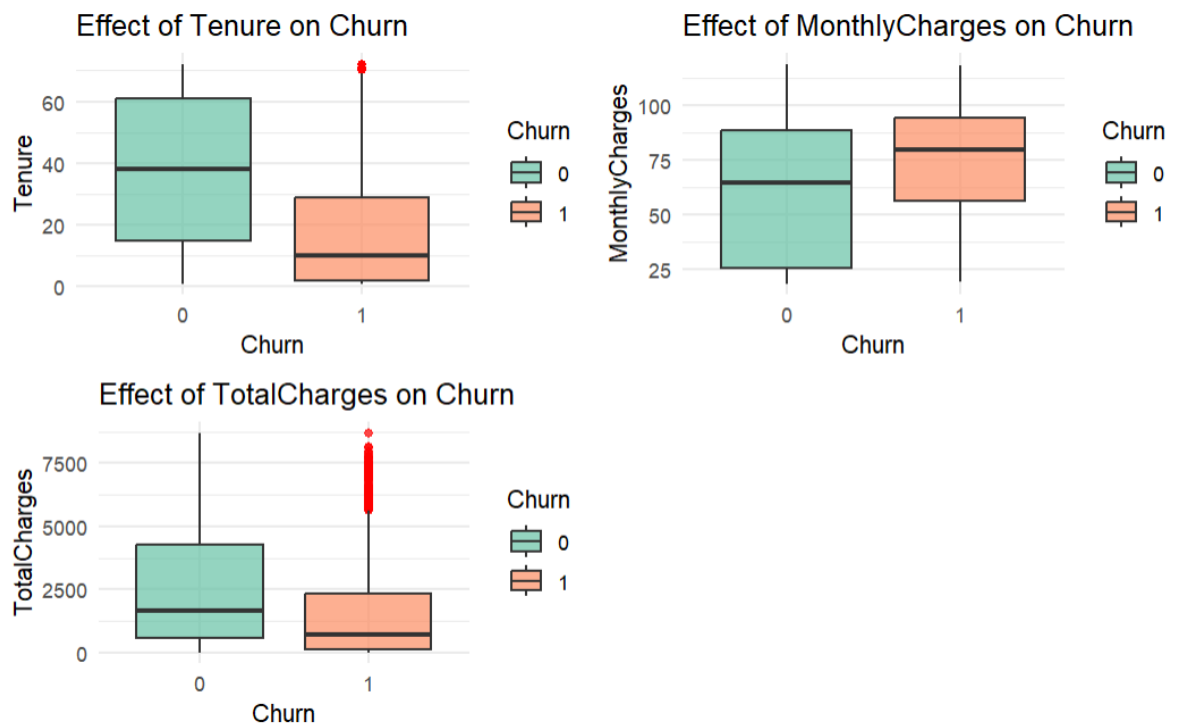 Effect of Tenure on Churn
60
40
20
0
Tenure
0
1
Churn
Churn
0
1
Effect of MonthlyCharges on Churn
100
75
50
25
MonthlyCharges
0
1
Churn
Churn
0
1
Effect of TotalCharges on Churn
7500
5000
2500
0
TotalCharges
0
1
Churn
Churn
0
1